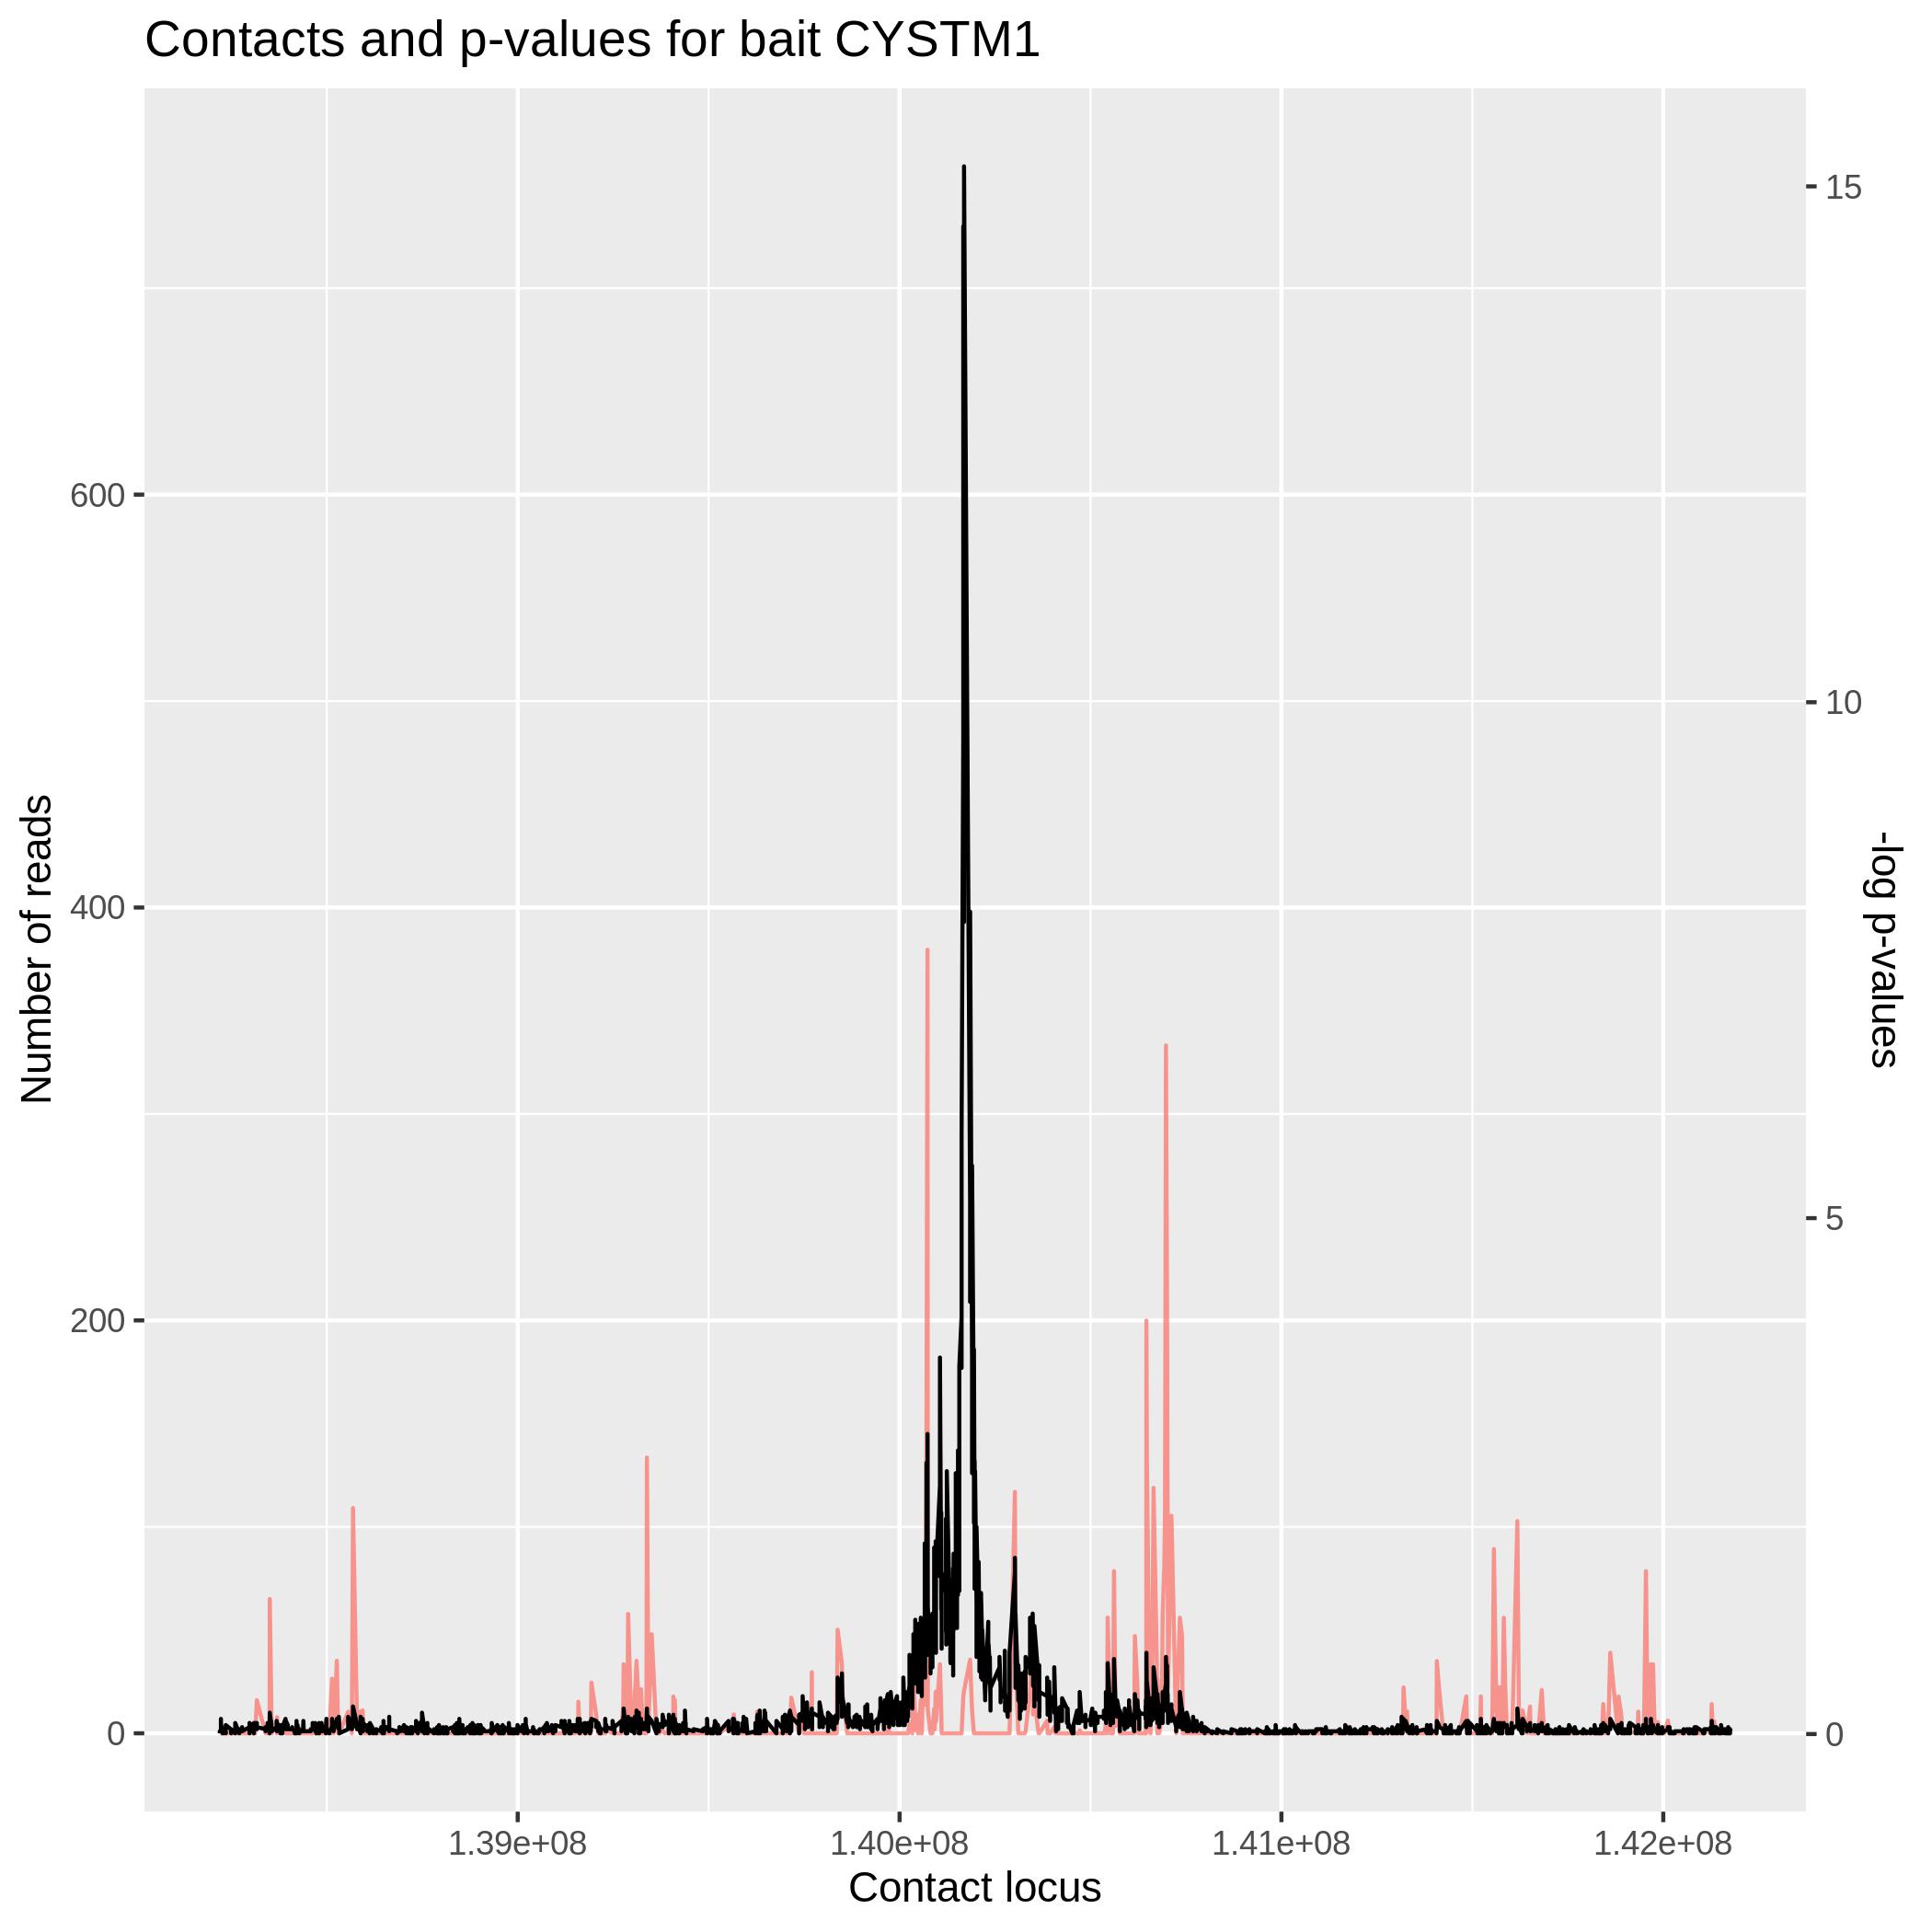 Contacts and p-values for bait CYSTM1
15
600
10
400
5
200
0
0
Number of reads
-log p-values
1.39e+08
1.40e+08
1.41e+08
1.42e+08
Contact locus